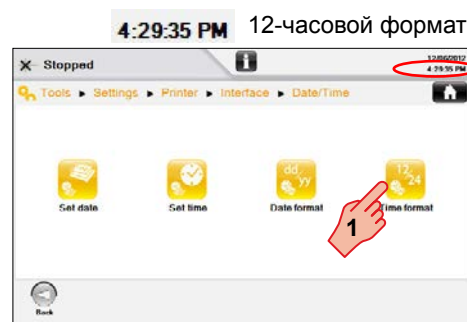 4:29:35 PM 12-часовой формат
Stopped
12/06/2012
4:29:35 PM
Tools ▸ Settings ▸ Printer ▸ Interface ▸ Date/Time
dd/yy
12/24
Set date Set time Date format Time format
1
Back